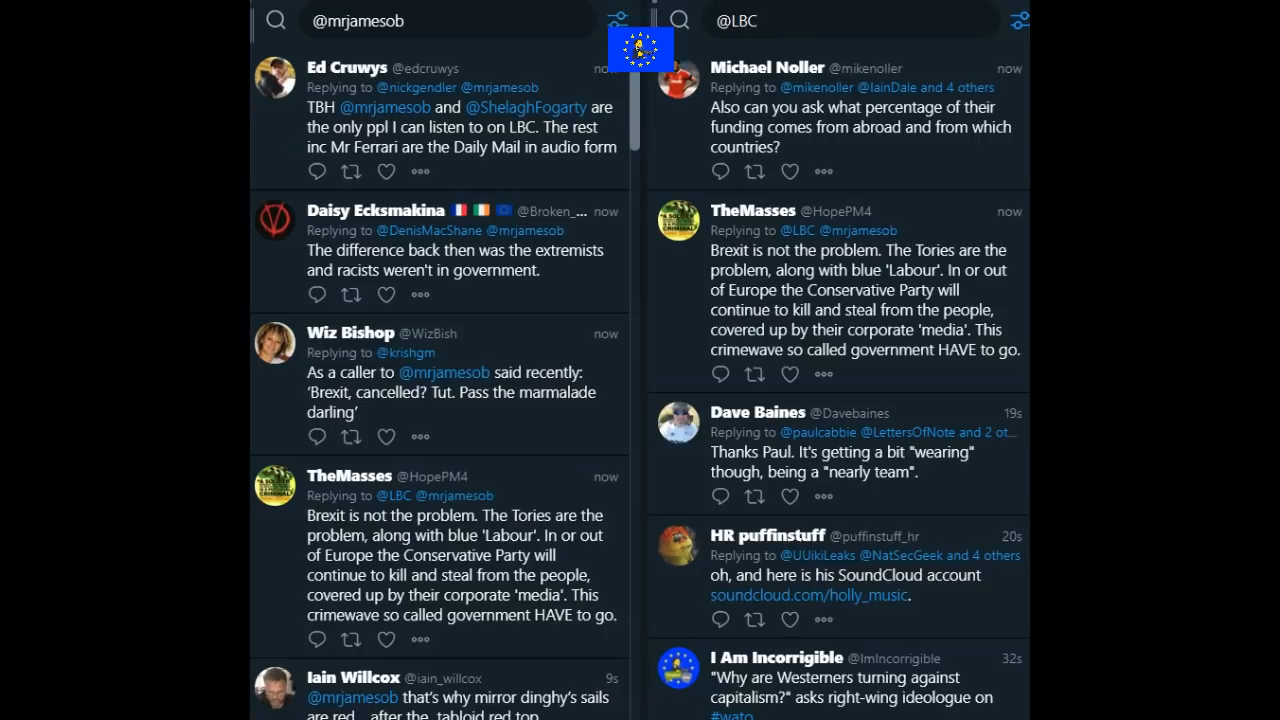 @mrjamesob
Ed Cruwys @edcruwys now
Replying to @nickgendler @mrjamesob
TBH @mrjamesob and @ShelaghFogarty are
the only ppl I can listen to on LBC. The rest
inc Mr Ferrari are the Daily Mail in audio form
Daisy Ecksmakina @Broken_... now
Replying to @DenisMacShane @mrjamesob
The difference back then was the extremists
and racists weren't in government.
Wiz Bishop @WizBish now
Replying to @krishgm
As a caller to @mrjamesob said recently:
‘Brexit, cancelled? Tut. Pass the marmalade
darling’
TheMasses @HopePM4 now
Replying to @LBC @mrjamesob
Brexit is not the problem. The Tories are the
problem, along with blue 'Labour'. In or out
of Europe the Conservative Party will
continue to kill and steal from the people,
covered up by their corporate 'media'. This
crimewave so called government HAVE to go.
Iain Willcox @iain_willcox 9s
@mrjamesob that's why mirror dinghy's sails
are red... after the tabloid red top
@LBC
Michael Noller @mikenoller now
Replying to @mikenoller @IainDale and 4 others
Also can you ask what percentage of their
funding comes from abroad and from which
countries?
TheMasses @HopePM4 now
Replying to @LBC @mrjamesob
Brexit is not the problem. The Tories are the
problem, along with blue 'Labour'. In or out
of Europe the Conservative Party will
continue to kill and steal from the people,
covered up by their corporate 'media'. This
crimewave so called government HAVE to go.
Dave Baines @Davebaines 19s
Replying to @paulcabbie @LettersOfNote and 2 ot...
Thanks Paul. It's getting a bit "wearing"
though, being a "nearly team".
HR puffinstuff @puffinstuff_hr 20s
Replying to @UUikiLeaks @NatSecGeek and 4 others
oh, and here is his SoundCloud account
soundcloud.com/holly_music.
I Am Incorrigible @ImIncorrigible 32s
"Why are Westerners turning against
capitalism?" asks right-wing ideologue on
#wato